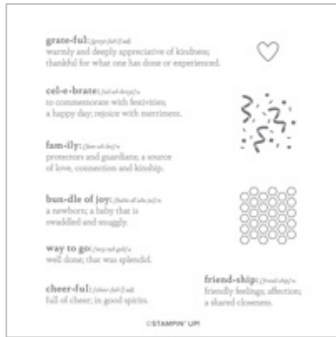 grate·ful:
warmly and deeply appreciative of kindness;
thankful for what one has done or experienced.
cel·e·brate:
to commemorate with festivities;
a happy day; rejoice with merriment.
fam·ily:
protectors and guardians; a source
of love, connection and kinship.
bun·dle of joy:
a newborn; a baby that is
swaddled and snuggly.
way to go:
well done; that was splendid.
cheer·ful:
full of cheer; in good spirits.
friend·ship:
friendly feelings; affection;
a shared closeness.
©STAMPIN' UP!